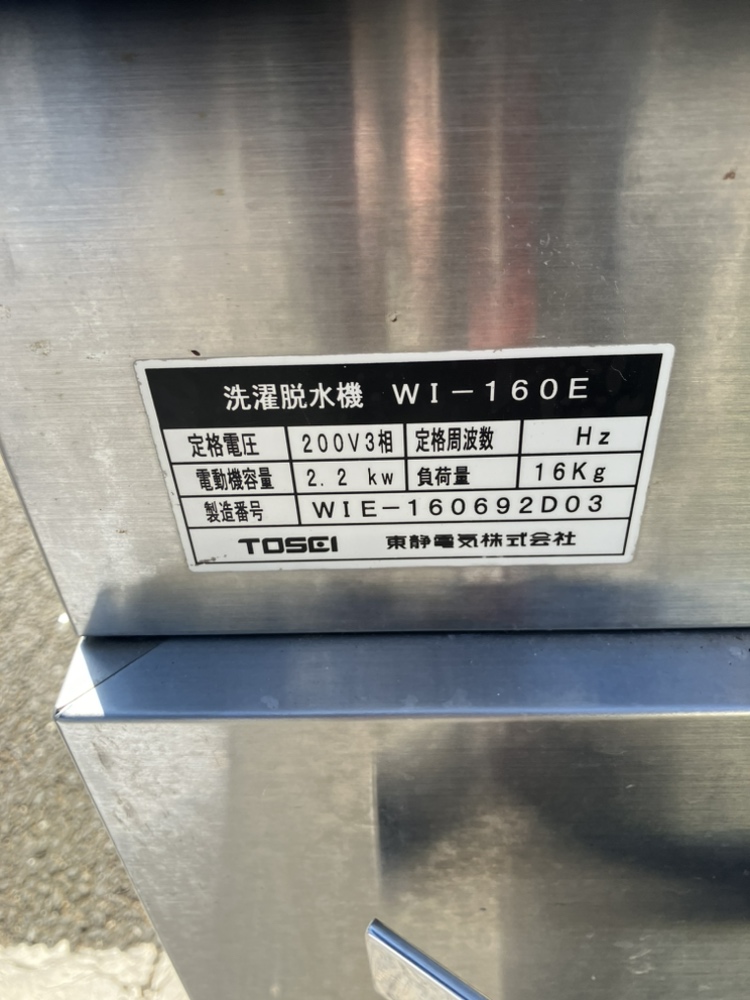 洗濯脱水機 WI-160E
定格電圧 200V3相 定格周波数 Hz
電動機容量 2.2 kw 負荷量 16Kg
製造番号 WIE-160692D03
TOSEI 東静電気株式会社